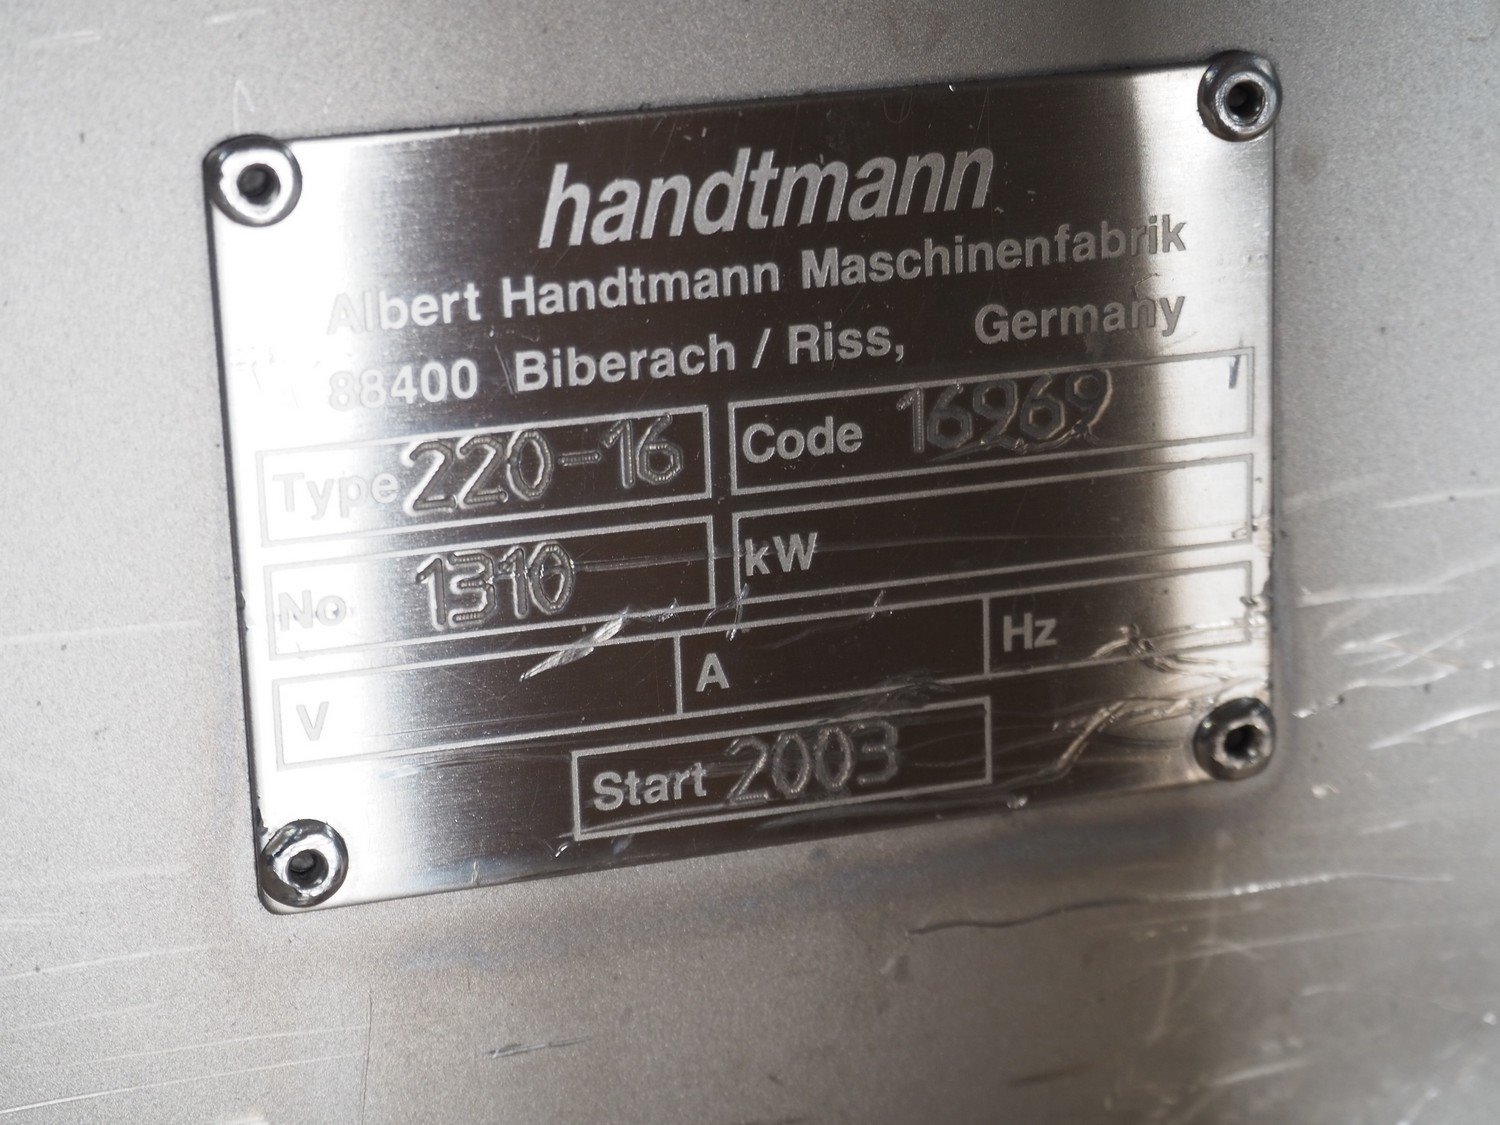 handtmann
Albert Handtmann Maschinenfabrik
88400 Biberach / Riss, Germany
Type 220-16 Code 16969
No 1310 kW
V A Hz
Start 2003